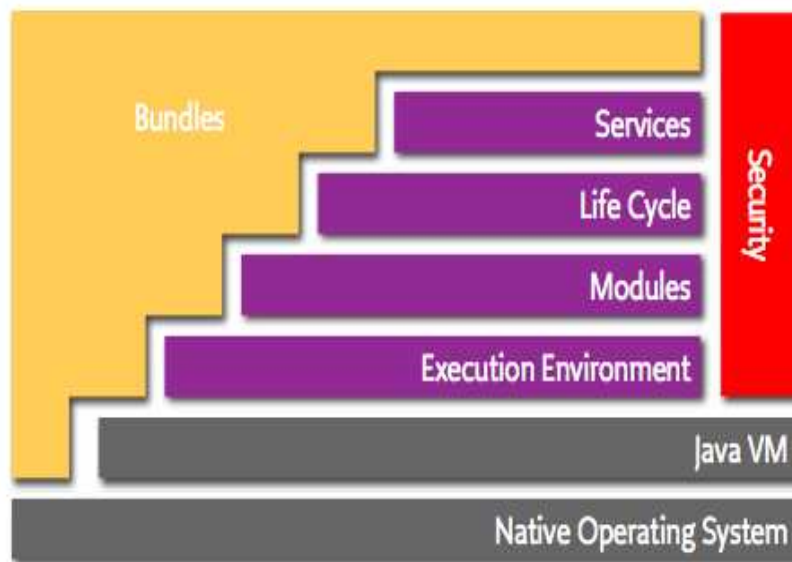 Bundles
Services
Life Cycle
Modules
Execution Environment
Security
Java VM
Native Operating System